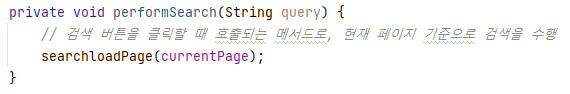 private void performSearch(String query) {
    // 검색 버튼을 클릭할 때 호출되는 메서드로, 현재 페이지 기준으로 검색을 수행
    searchloadPage(currentPage);
}